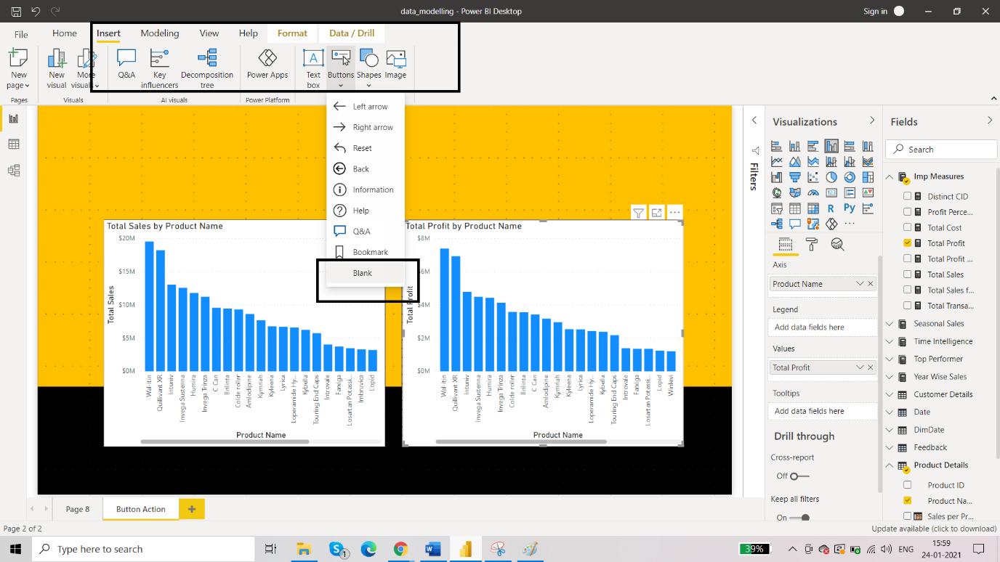 data_modelling - Power BI Desktop
Sign in
File
Home
Insert
Modeling
View
Help
Format
Data / Drill
New
page
New
visual
More
visuals
Q&A
Key
influencers
Decomposition
tree
Power Apps
Text
box
Buttons
Shapes
Image
Pages
Visuals
AI visuals
Power Platform
Left arrow
Right arrow
Reset
Back
Information
Help
Q&A
Bookmark
Blank
Total Sales by Product Name
$20M
$15M
$10M
$5M
$0M
Total Sales
Wal-itin
Quillivant XR
Intuniv
Invega Sustenna
Humira
Invega Trinza
C Can
Brilinta
Colde roller
Amlodipine
Kymriah
Kyleena
Lyrica
Loperamide Hy...
Kybella
Touring End Caps
Introvale
Farxiga
Losartan Potassi...
Imbruvica
Lopid
Product Name
Total Profit by Product Name
$8M
$6M
$4M
$2M
$0M
Total Profit
Wal-itin
Quillivant XR
Intuniv
Invega Sustenna
Humira
Invega Trinza
Colde roller
Brilinta
C Can
Amlodipine
Kymriah
Kyleena
Lyrica
Loperamide Hy...
Kybella
Touring End Caps
Introvale
Farxiga
Losartan Potassi...
Lopid
Winlevi
Product Name
Filters
Visualizations
R
Py
123
Axis
Product Name
Legend
Add data fields here
Values
Total Profit
Tooltips
Add data fields here
Drill through
Cross-report
Off
Keep all filters
On
Fields
Search
Imp Measures
Distinct CID
Profit Perce...
Total Cost
Total Profit
Total Profit ...
Total Sales
Total Sales f...
Total Transa...
Seasonal Sales
Time Intelligence
Top Performer
Year Wise Sales
Customer Details
Date
DimDate
Feedback
Product Details
Product ID
Product Na...
Sales per Pr...
Page 8
Button Action
Page 2 of 2
Update available (click to download)
Type here to search
1
39%
ENG
15:59
24-01-2021